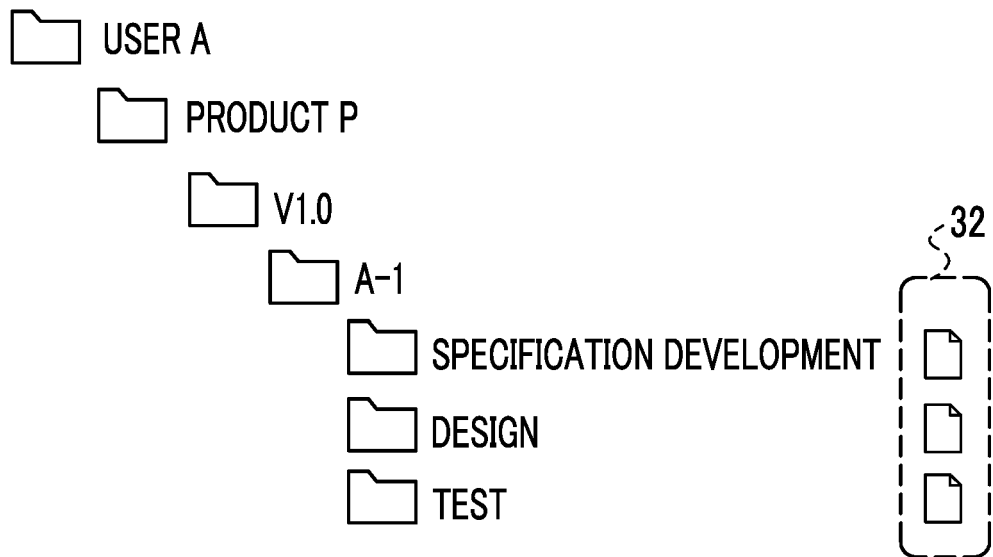 USER A
PRODUCT P
V1.0
32
A-1
SPECIFICATION DEVELOPMENT
DESIGN
TEST